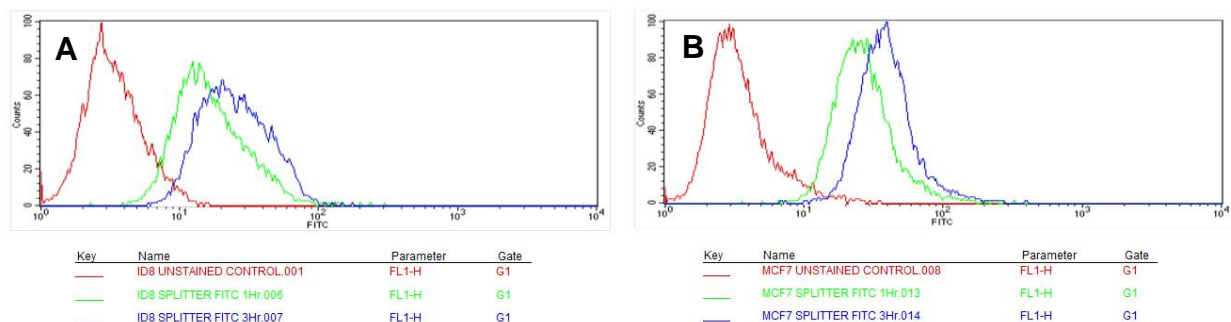 A
100
80
60
40
20
0
Counts
10^0 10^1 10^2 10^3 10^4
FITC
Key Name Parameter Gate
ID8 UNSTAINED CONTROL.001 FL1-H G1
ID8 SPLITTER FITC 1Hr.006 FL1-H G1
ID8 SPLITTER FITC 3Hr.007 FL1-H G1
B
100
80
60
40
20
0
Counts
10^0 10^1 10^2 10^3 10^4
FITC
Key Name Parameter Gate
MCF7 UNSTAINED CONTROL.008 FL1-H G1
MCF7 SPLITTER FITC 1Hr.013 FL1-H G1
MCF7 SPLITTER FITC 3Hr.014 FL1-H G1